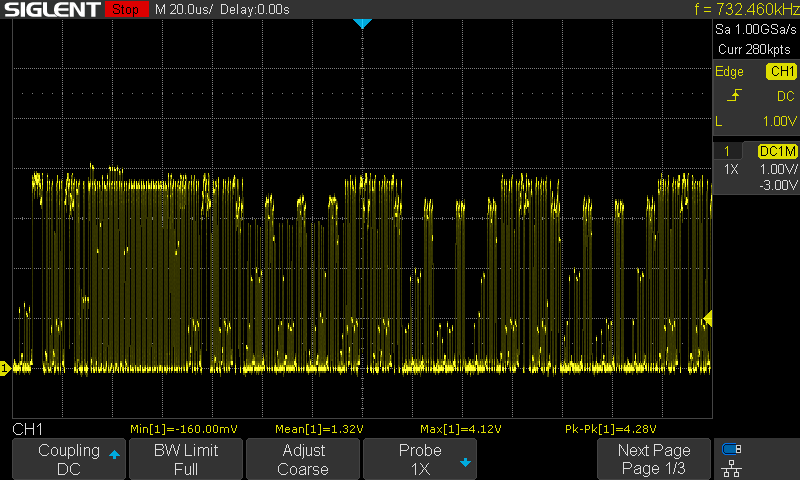 SIGLENT Stop M 20.0us/ Delay:0.00s f = 732.460kHz
Sa 1.00GSa/s
Curr 280kpts
Edge CH1
DC
L 1.00V
1 DC1M
1X 1.00V/
-3.00V
1
CH1 Min[1]=-160.00mV Mean[1]=1.32V Max[1]=4.12V Pk-Pk[1]=4.28V
Coupling BW Limit Adjust Probe Next Page
DC Full Coarse 1X Page 1/3